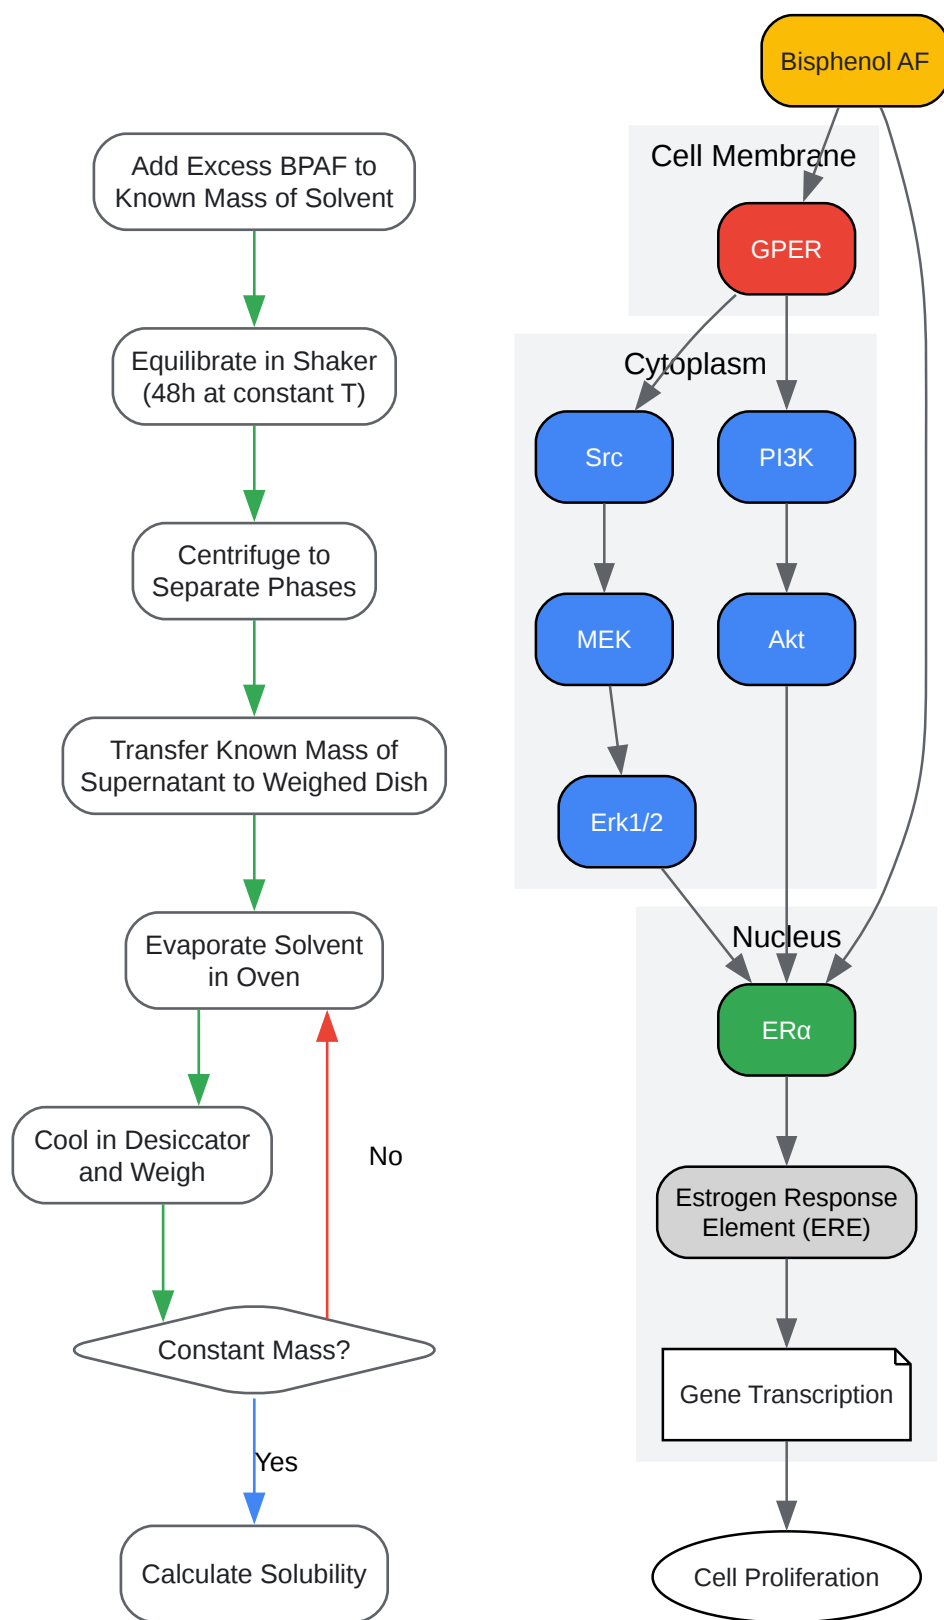 Add Excess BPAF to
Known Mass of Solvent
Equilibrate in Shaker
(48h at constant T)
Centrifuge to
Separate Phases
Transfer Known Mass of
Supernatant to Weighed Dish
Evaporate Solvent
in Oven
Cool in Desiccator
and Weigh
No
Constant Mass?
Yes
Calculate Solubility
Bisphenol AF
Cell Membrane
GPER
Cytoplasm
Src
PI3K
MEK
Akt
Erk1/2
Nucleus
ERα
Estrogen Response
Element (ERE)
Gene Transcription
Cell Proliferation